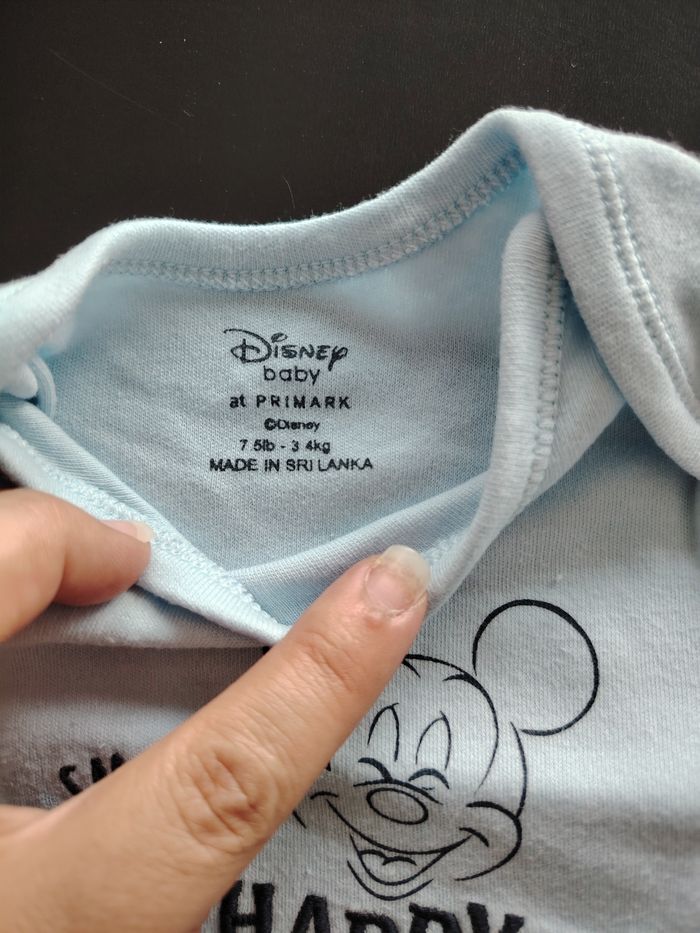 Disney
baby
at PRIMARK
©Disney
7 5lb - 3 4kg
MADE IN SRI LANKA
HAPPY